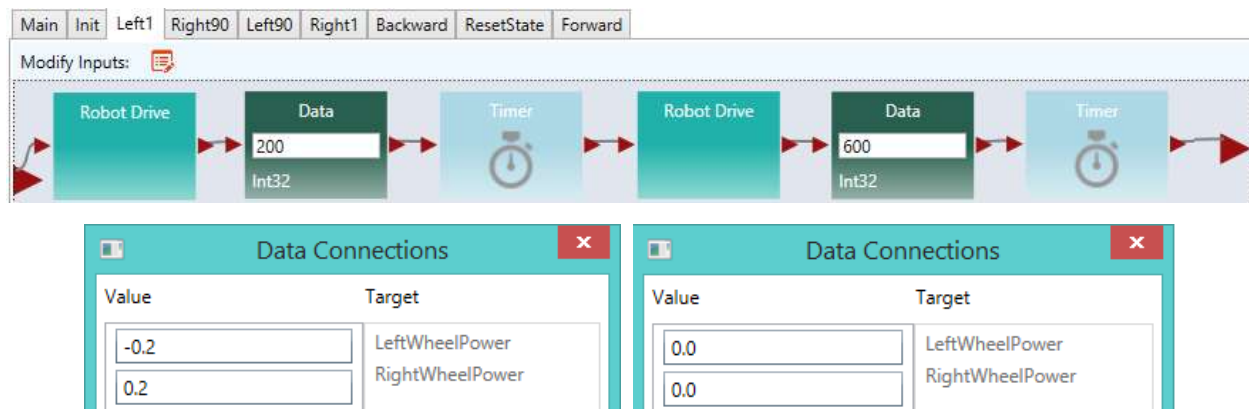 Main Init Left1 Right90 Left90 Right1 Backward ResetState Forward
Modify Inputs:
Robot Drive Data Timer Robot Drive Data Timer
200 600
Int32 Int32
Data Connections x Data Connections x
Value Target Value Target
-0.2 LeftWheelPower 0.0 LeftWheelPower
0.2 RightWheelPower 0.0 RightWheelPower